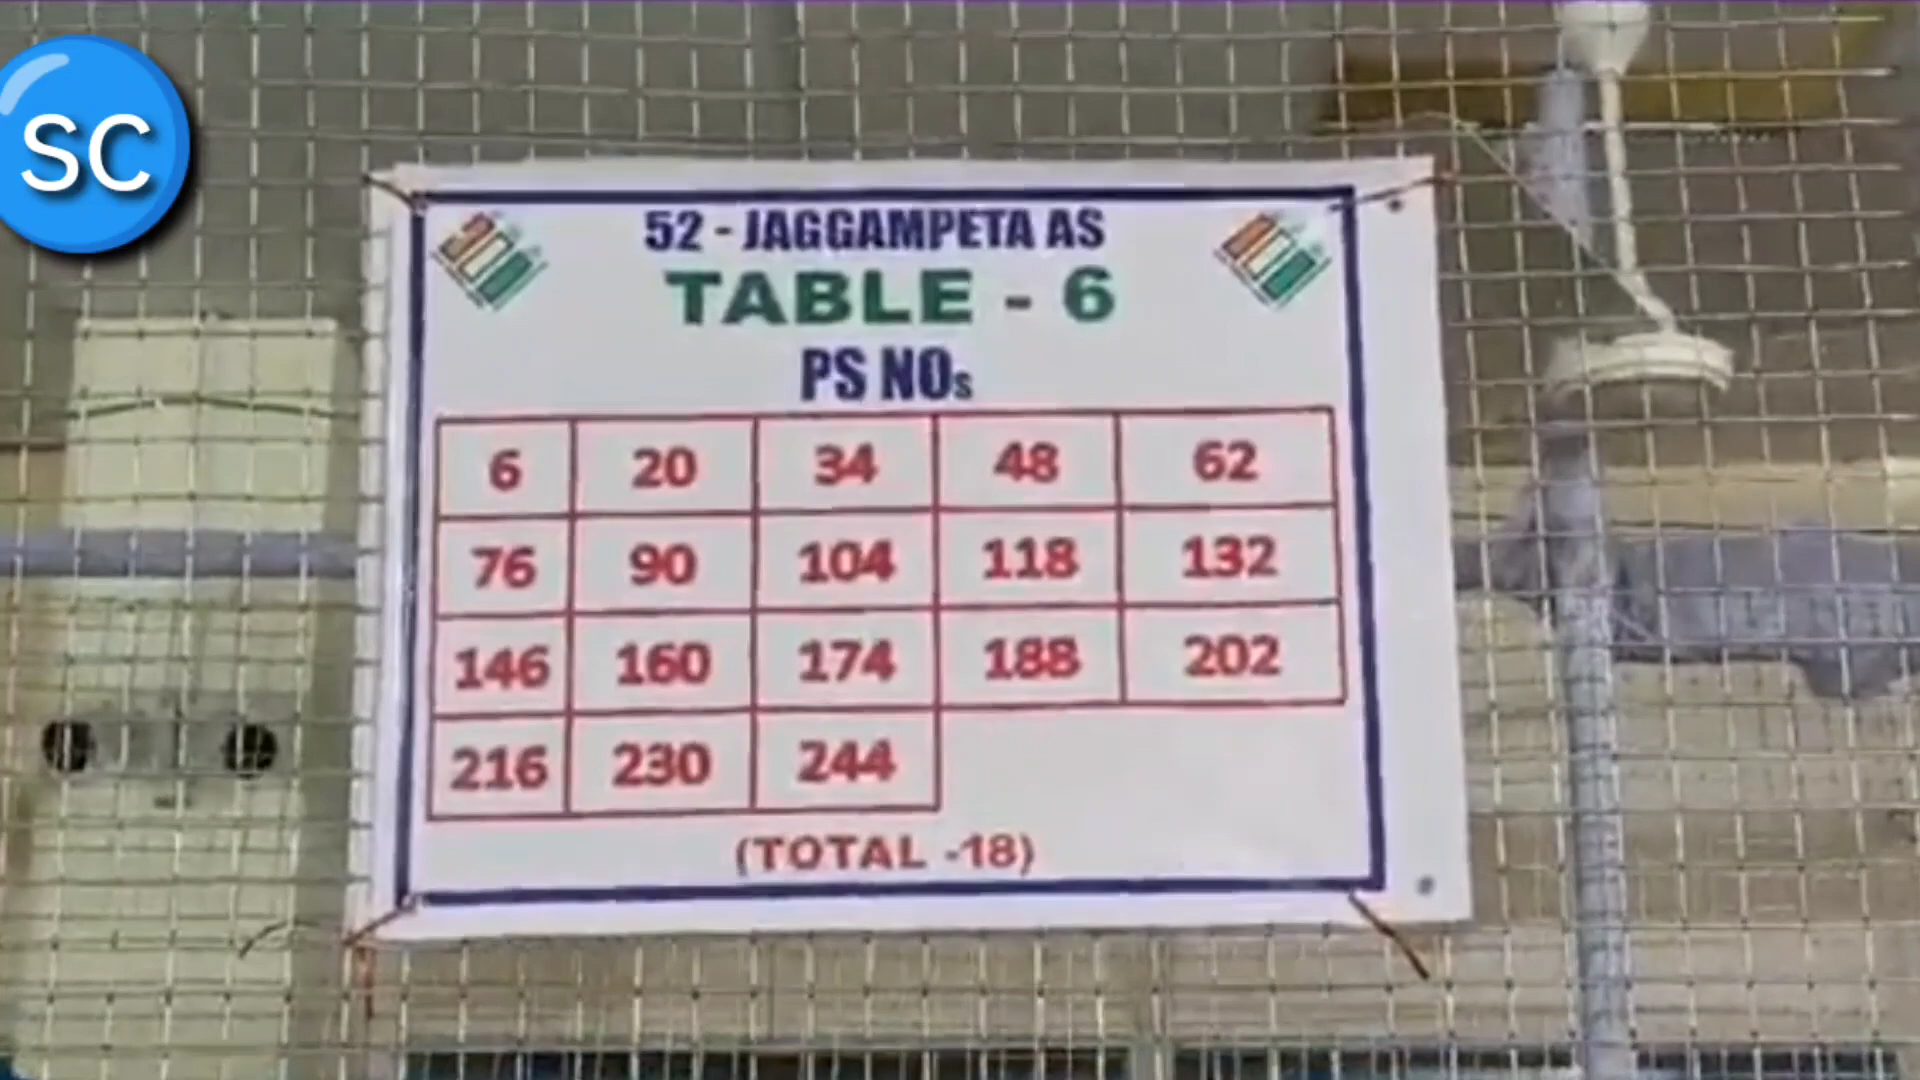 SC
52 - JAGGAMPETA AS
TABLE - 6
PS NOs
6 20 34 48 62
76 90 104 118 132
146 160 174 188 202
216 230 244
(TOTAL -18)